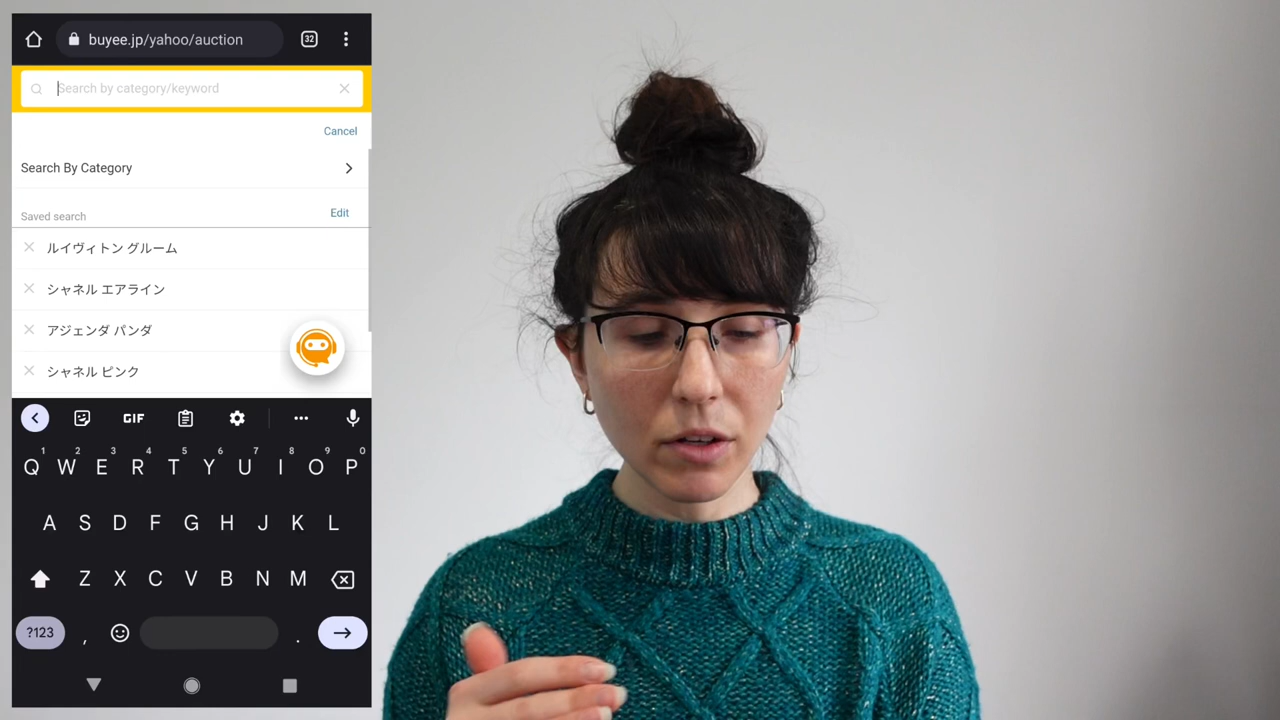 buyee.jp/yahoo/auction
32
Search by category/keyword
Cancel
Search By Category
Saved search
Edit
ルイヴィトン グルーム
シャネル エアライン
アジェンダ パンダ
シャネル ピンク
GIF
1 2 3 4 5 6 7 8 9 0
Q W E R T Y U I O P
A S D F G H J K L
Z X C V B N M
?123 , .